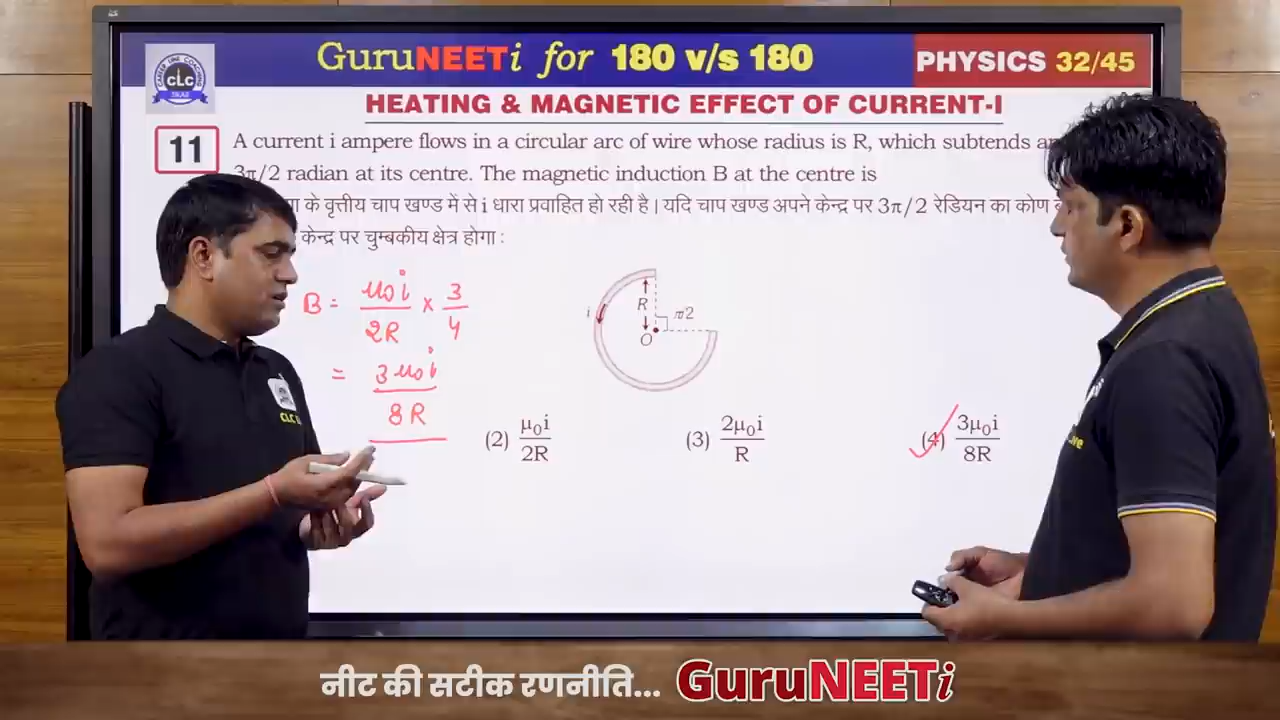 GuruNEETi for 180 v/s 180
PHYSICS 32/45
CLC
HEATING & MAGNETIC EFFECT OF CURRENT-I
11 A current i ampere flows in a circular arc of wire whose radius is R, which subtends
3π/2 radian at its centre. The magnetic induction B at the centre is
के वृत्तीय चाप खण्ड में से i धारा प्रवाहित हो रही है। यदि चाप खण्ड अपने केन्द्र पर 3π/2 रेडियन का कोण
केन्द्र पर चुम्बकीय क्षेत्र होगा :
B = μ₀i/2R × 3/4
= 3μ₀i/8R
i R π2
O
(2) μ₀i/2R (3) 2μ₀i/R (4) 3μ₀i/8R
नीट की सटीक रणनीति... GuruNEETi